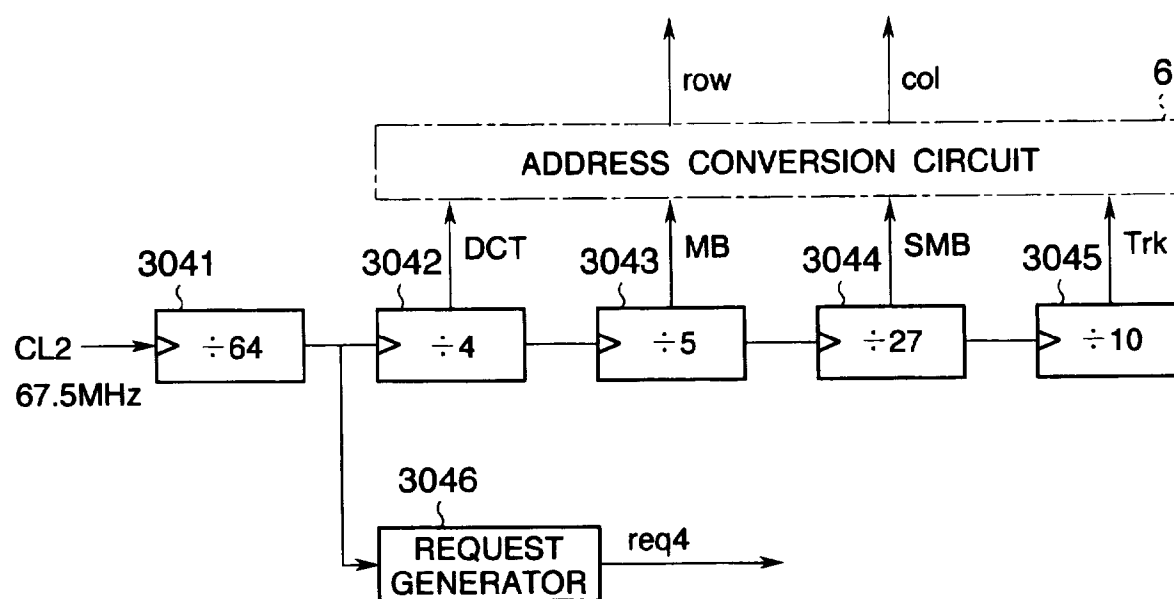 row
col
6
ADDRESS CONVERSION CIRCUIT
DCT
MB
SMB
Trk
3041
3042
3043
3044
3045
CL2
67.5MHz
÷64
÷4
÷5
÷27
÷10
3046
REQUEST
GENERATOR
req4